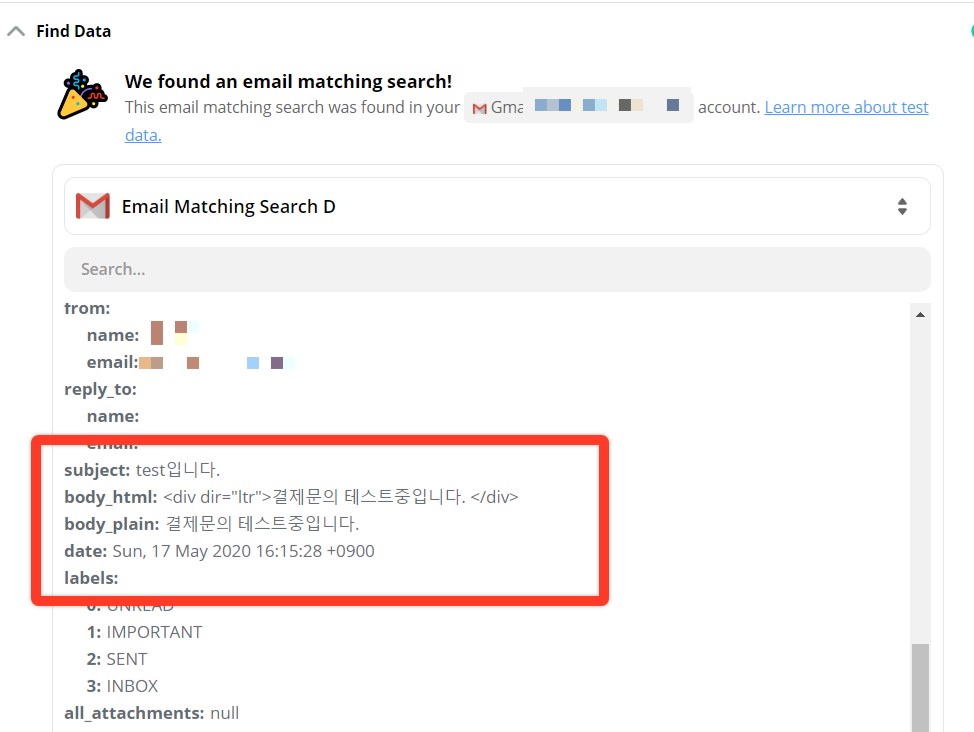 Find Data
We found an email matching search!
This email matching search was found in your Gma account. Learn more about test
data.
Email Matching Search D
Search...
from:
name:
email:
reply_to:
name:
email:
subject: test입니다.
body_html: <div dir="ltr">결제문의 테스트중입니다. </div>
body_plain: 결제문의 테스트중입니다.
date: Sun, 17 May 2020 16:15:28 +0900
labels:
0: UNREAD
1: IMPORTANT
2: SENT
3: INBOX
all_attachments: null